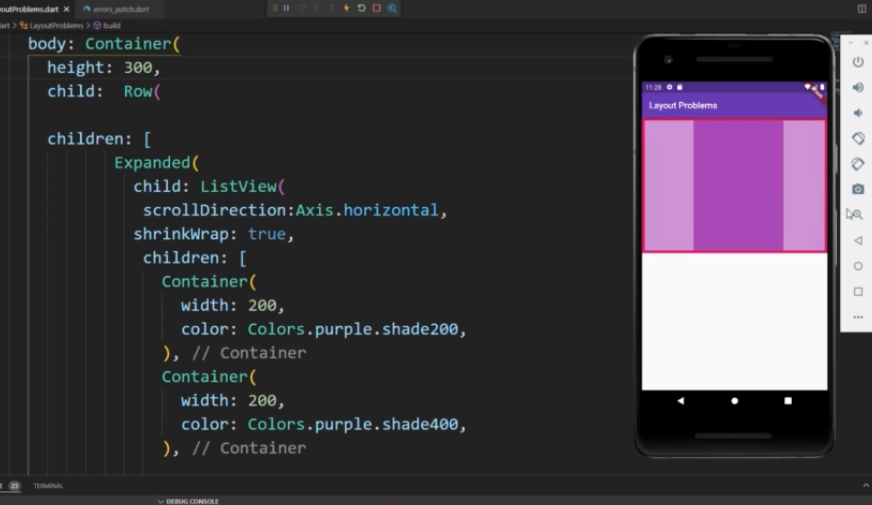 outProblems.dart
errors_patch.dart
art > LayoutProblems > build
body: Container(
height: 300,
child: Row(
children: [
Expanded(
child: ListView(
scrollDirection:Axis.horizontal,
shrinkWrap: true,
children: [
Container(
width: 200,
color: Colors.purple.shade200,
), // Container
Container(
width: 200,
color: Colors.purple.shade400,
), // Container
23 TERMINAL
DEBUG CONSOLE
11:28
Layout Problems